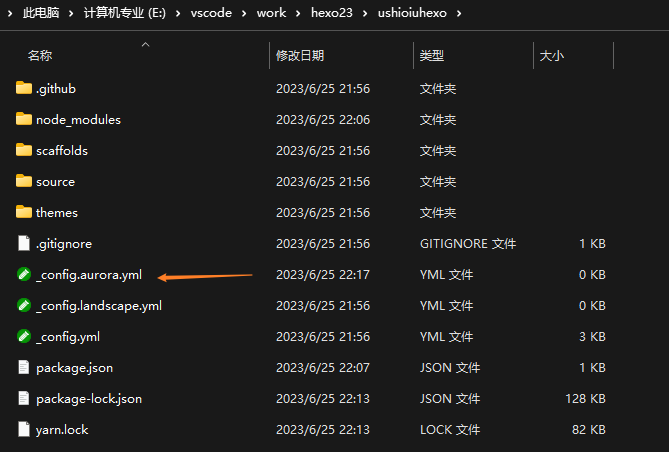 此电脑 > 计算机专业 (E:) > vscode > work > hexo23 > ushioiuhexo >
名称 修改日期 类型 大小
.github 2023/6/25 21:56 文件夹
node_modules 2023/6/25 22:06 文件夹
scaffolds 2023/6/25 21:56 文件夹
source 2023/6/25 21:56 文件夹
themes 2023/6/25 21:56 文件夹
.gitignore 2023/6/25 21:56 GITIGNORE 文件 1 KB
_config.aurora.yml 2023/6/25 22:17 YML 文件 0 KB
_config.landscape.yml 2023/6/25 21:56 YML 文件 0 KB
_config.yml 2023/6/25 21:56 YML 文件 3 KB
package.json 2023/6/25 22:07 JSON 文件 1 KB
package-lock.json 2023/6/25 22:13 JSON 文件 128 KB
yarn.lock 2023/6/25 22:13 LOCK 文件 82 KB